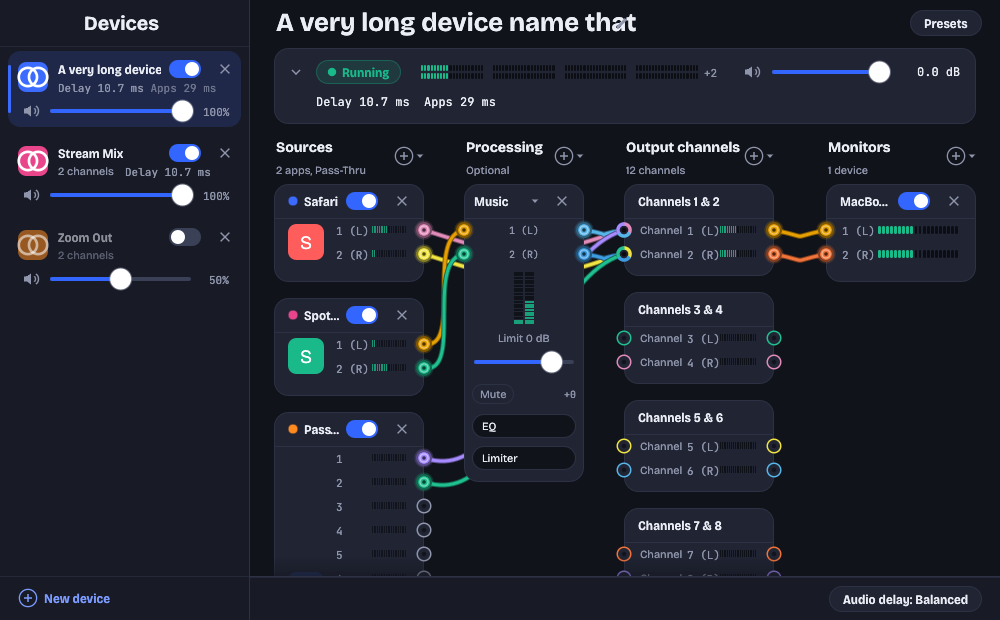 Devices
A very long device
Delay 10.7 ms Apps 29 ms
100%
Stream Mix
2 channels Delay 10.7 ms
100%
Zoom Out
2 channels
50%
New device
A very long device name that
Presets
Running
+2
0.0 dB
Delay 10.7 ms Apps 29 ms
Sources
2 apps, Pass-Thru
Safari
S
1 (L)
2 (R)
Spot...
S
1 (L)
2 (R)
Pass...
1
2
3
4
5
Processing
Optional
Music
1 (L)
2 (R)
Limit 0 dB
Mute +0
EQ
Limiter
Output channels
12 channels
Channels 1 & 2
Channel 1 (L)
Channel 2 (R)
Channels 3 & 4
Channel 3 (L)
Channel 4 (R)
Channels 5 & 6
Channel 5 (L)
Channel 6 (R)
Channels 7 & 8
Channel 7 (L)
Monitors
1 device
MacBo...
1 (L)
2 (R)
Audio delay: Balanced